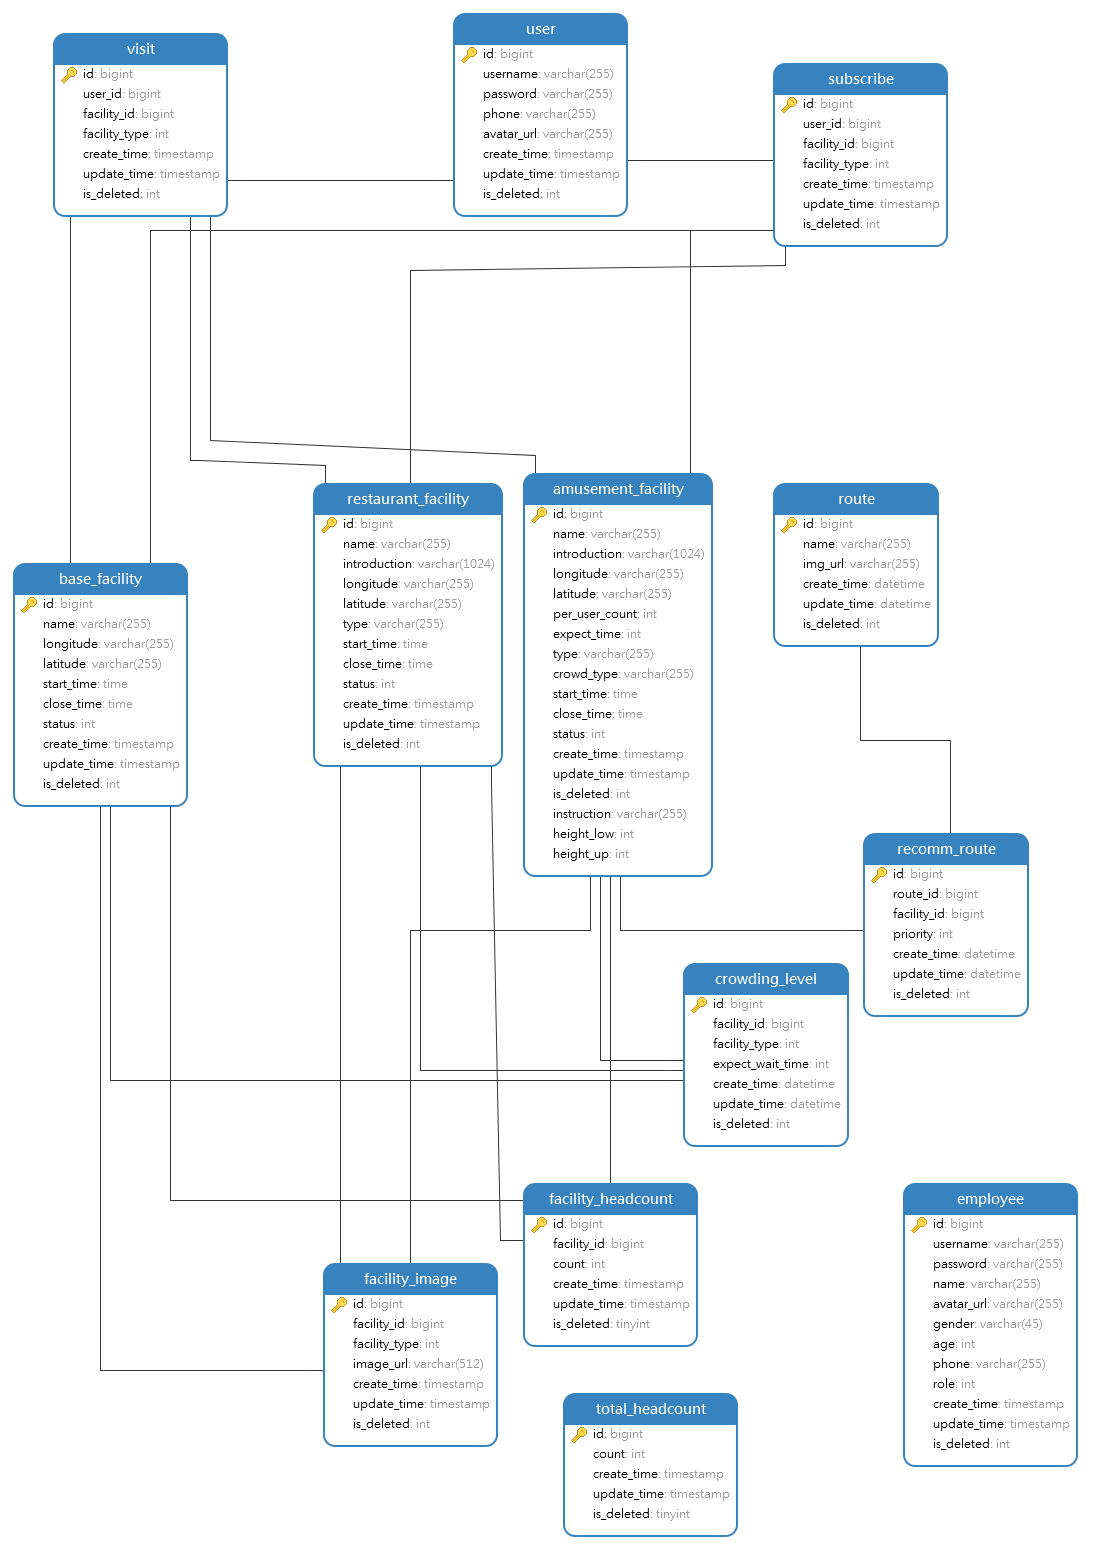 visit
id: bigint
user_id: bigint
facility_id: bigint
facility_type: int
create_time: timestamp
update_time: timestamp
is_deleted: int
user
id: bigint
username: varchar(255)
password: varchar(255)
phone: varchar(255)
avatar_url: varchar(255)
create_time: timestamp
update_time: timestamp
is_deleted: int
subscribe
id: bigint
user_id: bigint
facility_id: bigint
facility_type: int
create_time: timestamp
update_time: timestamp
is_deleted: int
base_facility
id: bigint
name: varchar(255)
longitude: varchar(255)
latitude: varchar(255)
start_time: time
close_time: time
status: int
create_time: timestamp
update_time: timestamp
is_deleted: int
restaurant_facility
id: bigint
name: varchar(255)
introduction: varchar(1024)
longitude: varchar(255)
latitude: varchar(255)
type: varchar(255)
start_time: time
close_time: time
status: int
create_time: timestamp
update_time: timestamp
is_deleted: int
amusement_facility
id: bigint
name: varchar(255)
introduction: varchar(1024)
longitude: varchar(255)
latitude: varchar(255)
per_user_count: int
expect_time: int
type: varchar(255)
crowd_type: varchar(255)
start_time: time
close_time: time
status: int
create_time: timestamp
update_time: timestamp
is_deleted: int
instruction: varchar(255)
height_low: int
height_up: int
route
id: bigint
name: varchar(255)
img_url: varchar(255)
create_time: datetime
update_time: datetime
is_deleted: int
recomm_route
id: bigint
route_id: bigint
facility_id: bigint
priority: int
create_time: datetime
update_time: datetime
is_deleted: int
crowding_level
id: bigint
facility_id: bigint
facility_type: int
expect_wait_time: int
create_time: datetime
update_time: datetime
is_deleted: int
facility_headcount
id: bigint
facility_id: bigint
count: int
create_time: timestamp
update_time: timestamp
is_deleted: tinyint
employee
id: bigint
username: varchar(255)
password: varchar(255)
name: varchar(255)
avatar_url: varchar(255)
gender: varchar(45)
age: int
phone: varchar(255)
role: int
create_time: timestamp
update_time: timestamp
is_deleted: int
facility_image
id: bigint
facility_id: bigint
facility_type: int
image_url: varchar(512)
create_time: timestamp
update_time: timestamp
is_deleted: int
total_headcount
id: bigint
count: int
create_time: timestamp
update_time: timestamp
is_deleted: tinyint